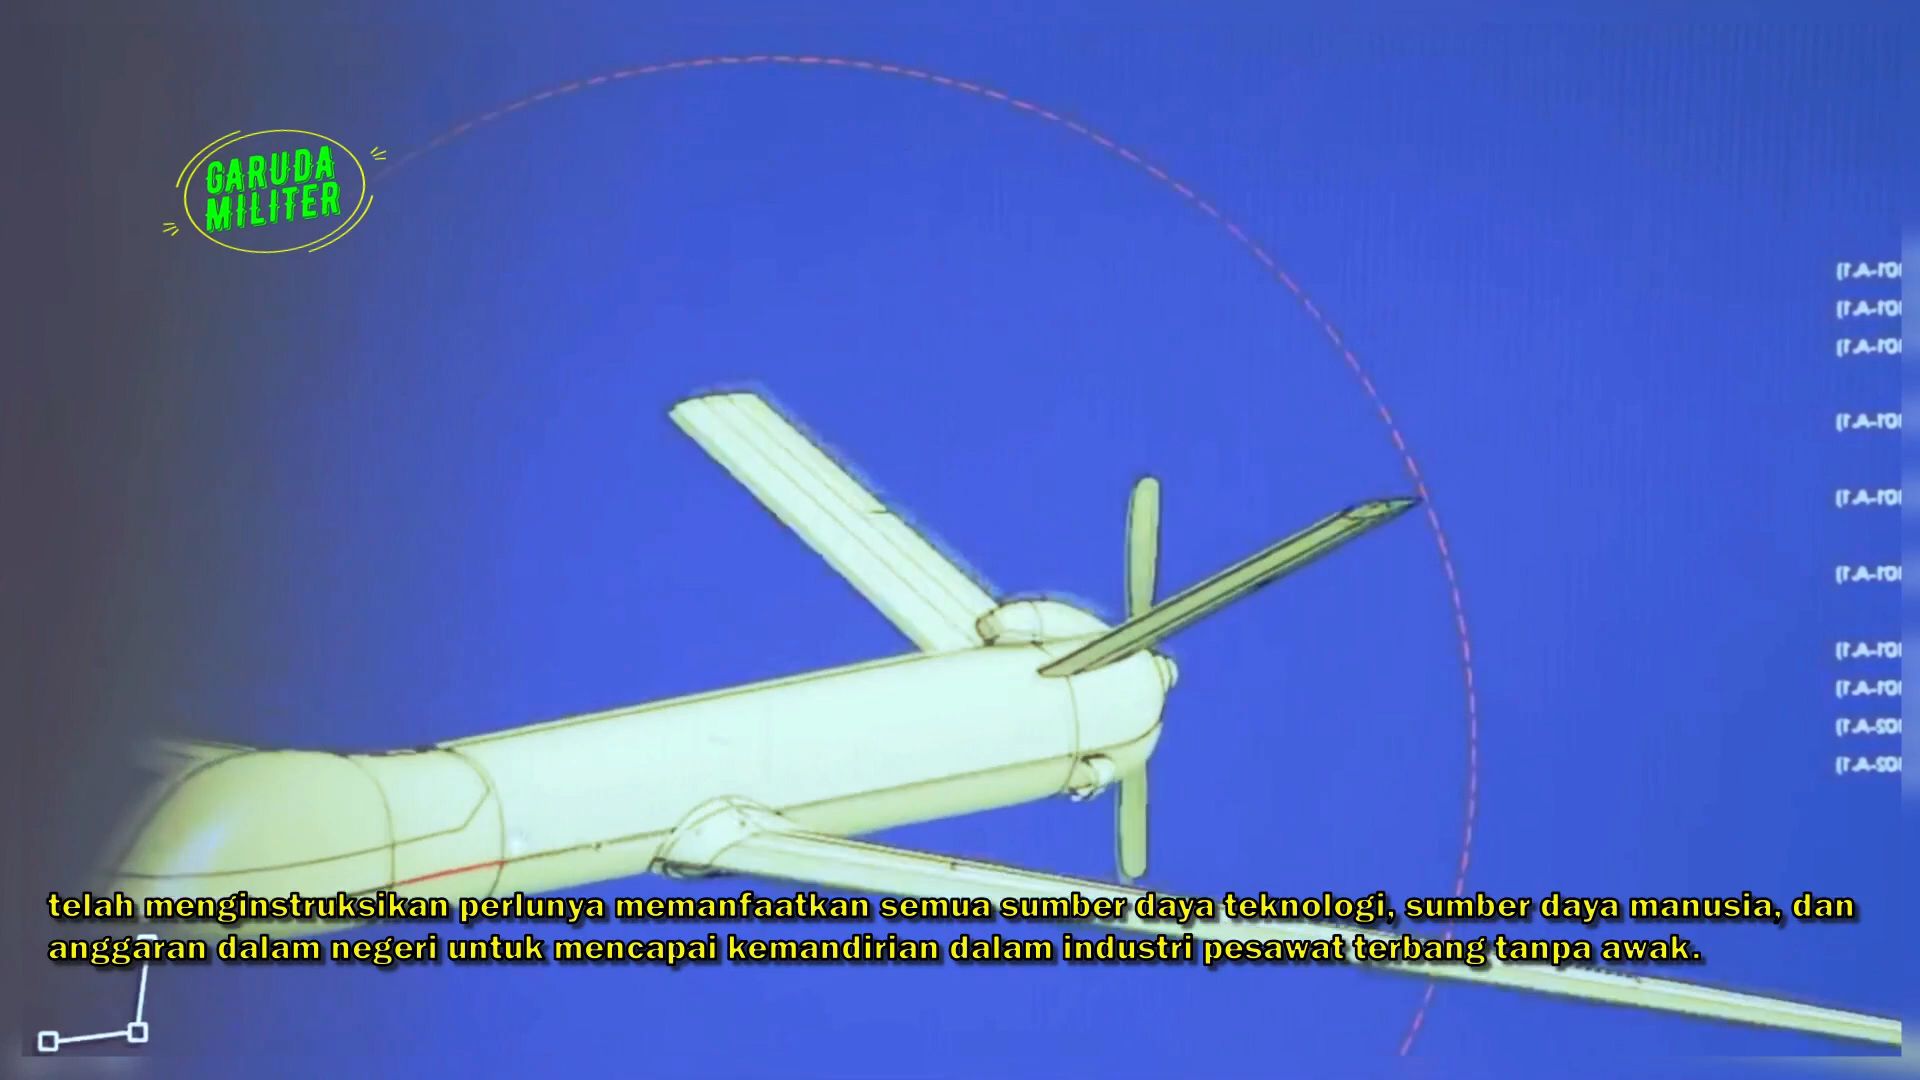 GARUDA
MILITER
telah menginstruksikan perlunya memanfaatkan semua sumber daya teknologi, sumber daya manusia, dan
anggaran dalam negeri untuk mencapai kemandirian dalam industri pesawat terbang tanpa awak.